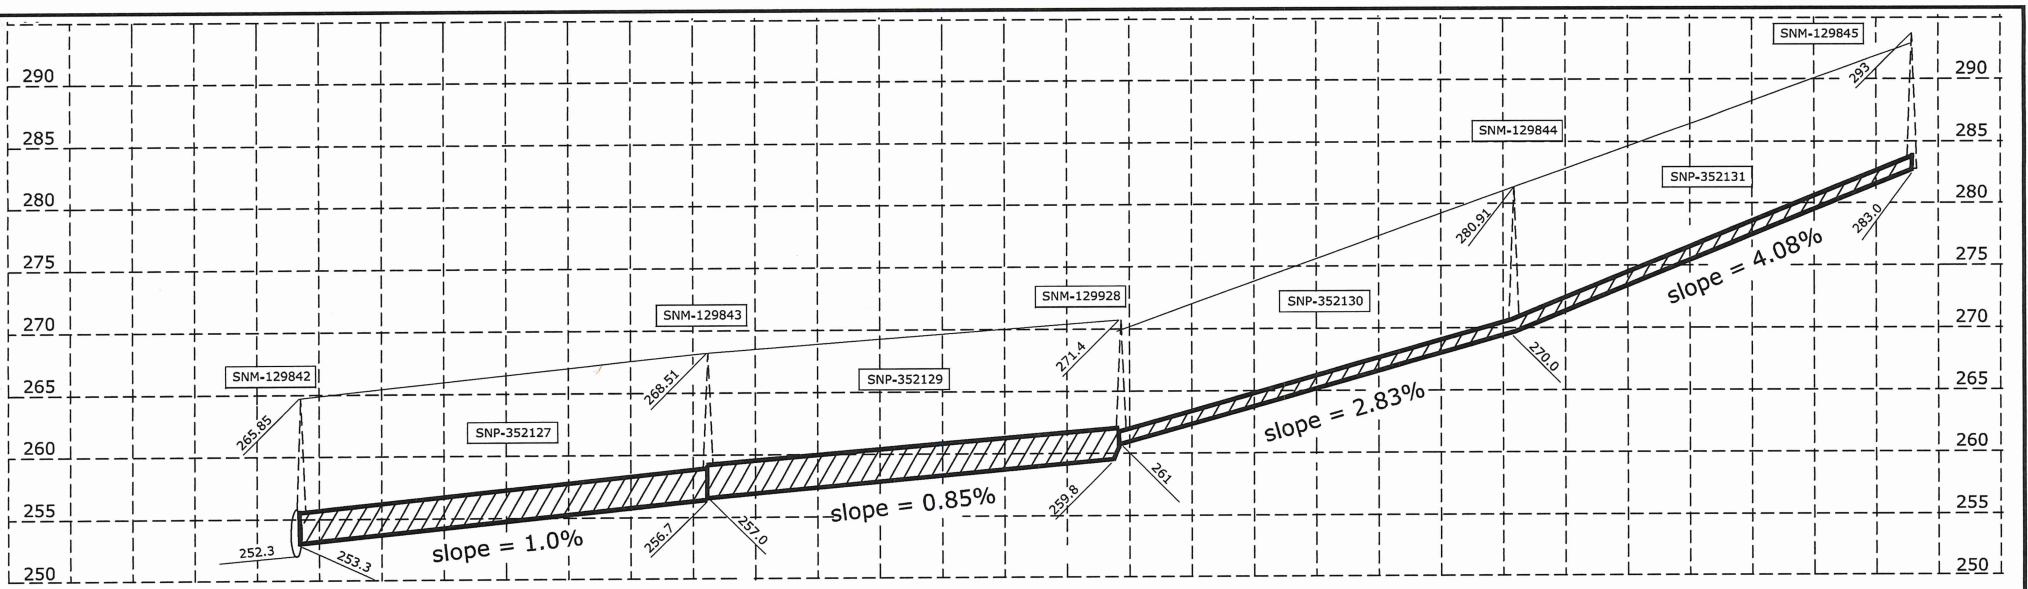 SNM-129845
290
293
290
SNM-129844
285
285
SNP-352131
280
280.91
283.0
280
275
slope = 4.08%
275
SNM-129928
SNP-352130
SNM-129843
270
271.4
270.0
270
SNM-129842
SNP-352129
265
268.51
265
265.85
SNP-352127
slope = 2.83%
260
260
261
259.8
slope = 0.85%
255
255
256.7
257.0
slope = 1.0%
252.3
253.3
250
250